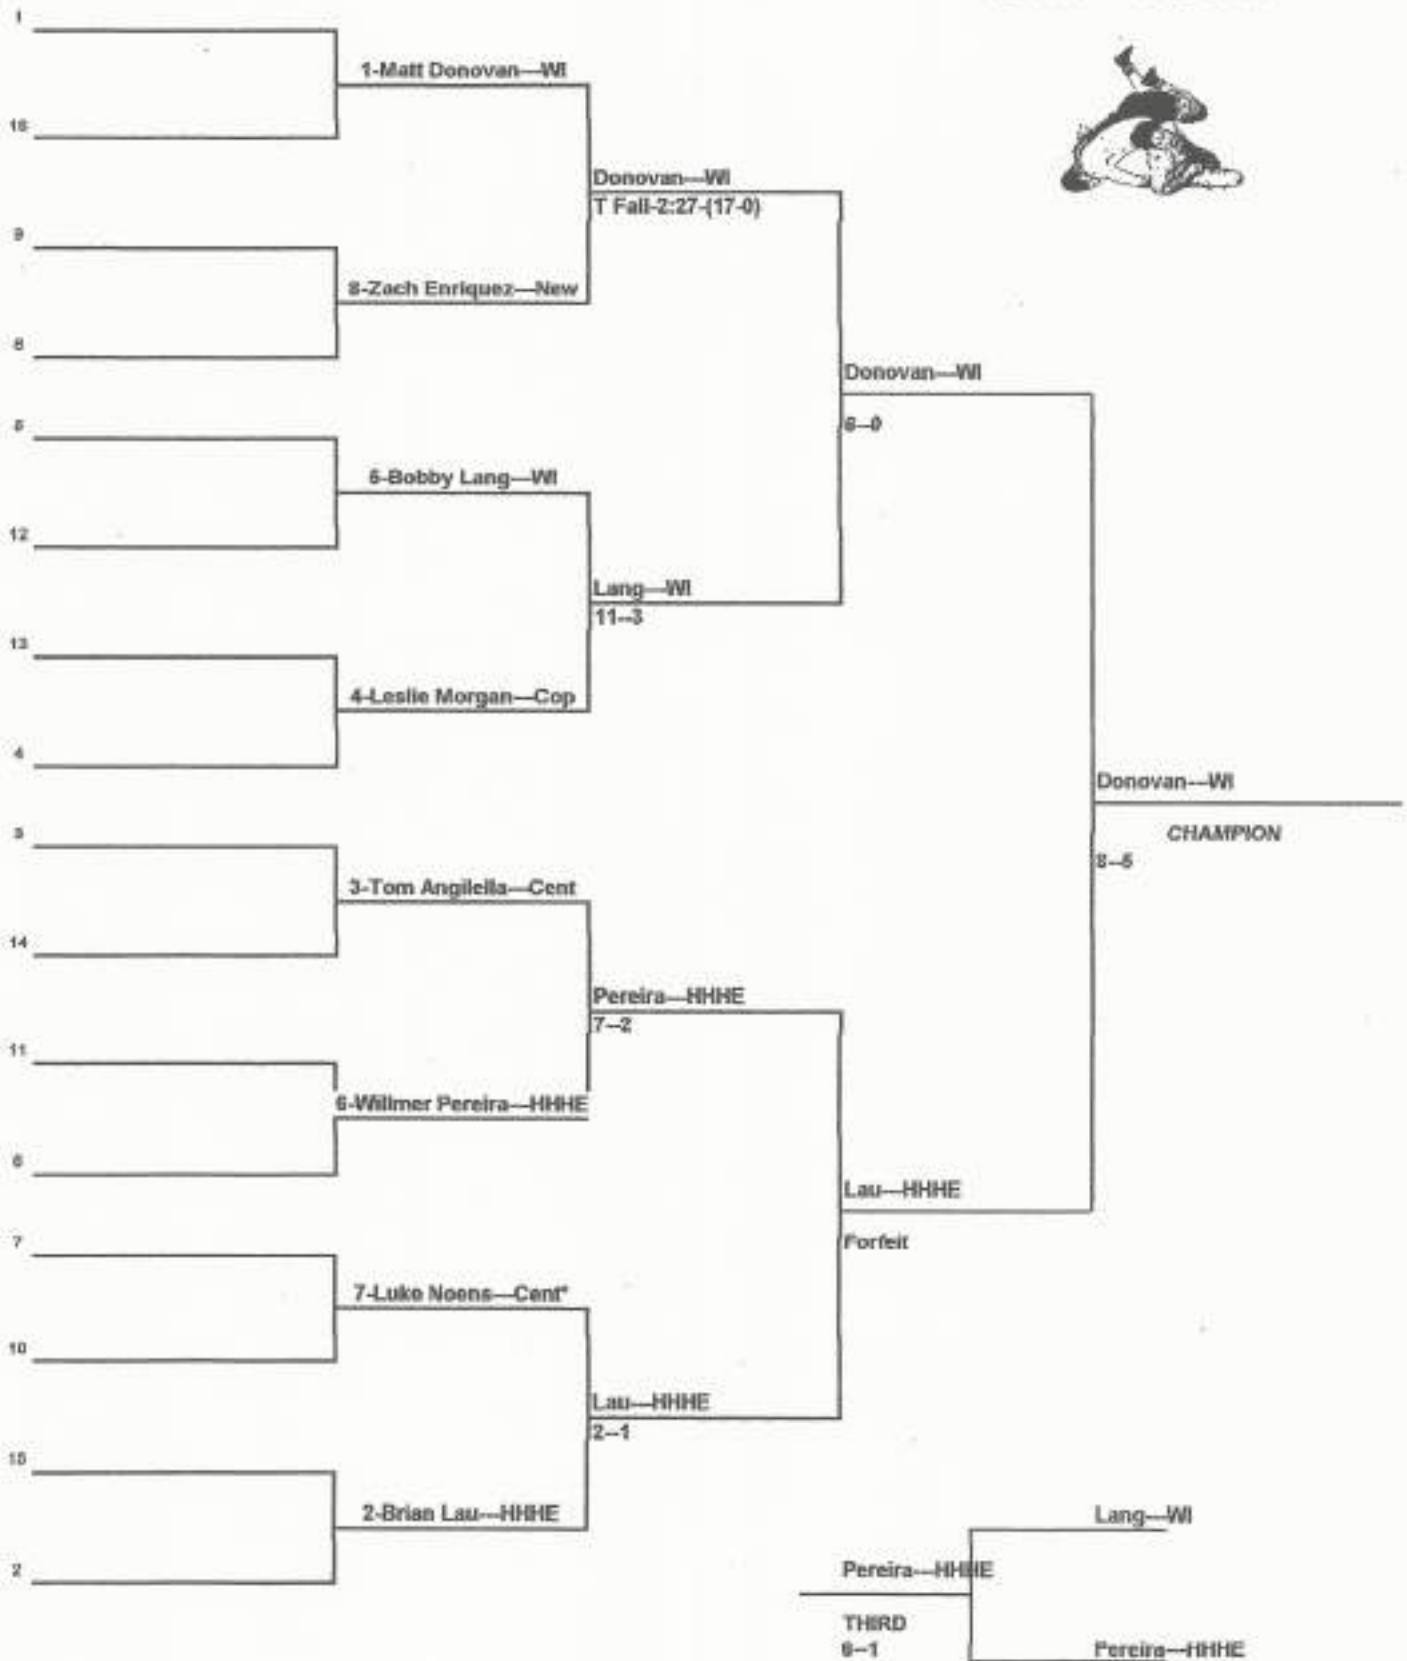 1
1-Matt Donovan---WI
16
Donovan---WI
T Fall-2:27-(17-0)
9
8-Zach Enriquez---New
8
Donovan---WI
6--0
5
5-Bobby Lang---WI
12
Lang---WI
11--3
13
4-Leslie Morgan---Cop
4
Donovan---WI
CHAMPION
8--5
3
3-Tom Angilella---Cent
14
Pereira---HHHE
7--2
11
6-Willmer Pereira---HHHE
6
Lau---HHHE
Forfeit
7
7-Luke Noens---Cent*
10
Lau---HHHE
2--1
15
2-Brian Lau---HHHE
2
Lang---WI
Pereira---HHHE
THIRD
6--1
Pereira---HHHE